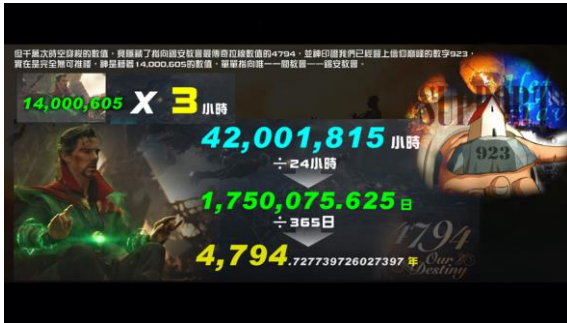 但千萬次時空穿梭的數值，竟隱藏了指向錫安教會最傳奇拉線數值的4794，並神印證我們已經登上信仰巔峰的數字923，
實在是完全無可推諉，神是藉著14,000,605的數值，單單指向唯一一間教會——錫安教會。
14,000,605 X 3 小時
42,001,815 小時
÷24小時
1,750,075.625 日
÷365日
4,794.727739726027397 年
923
4794
Our
Destiny